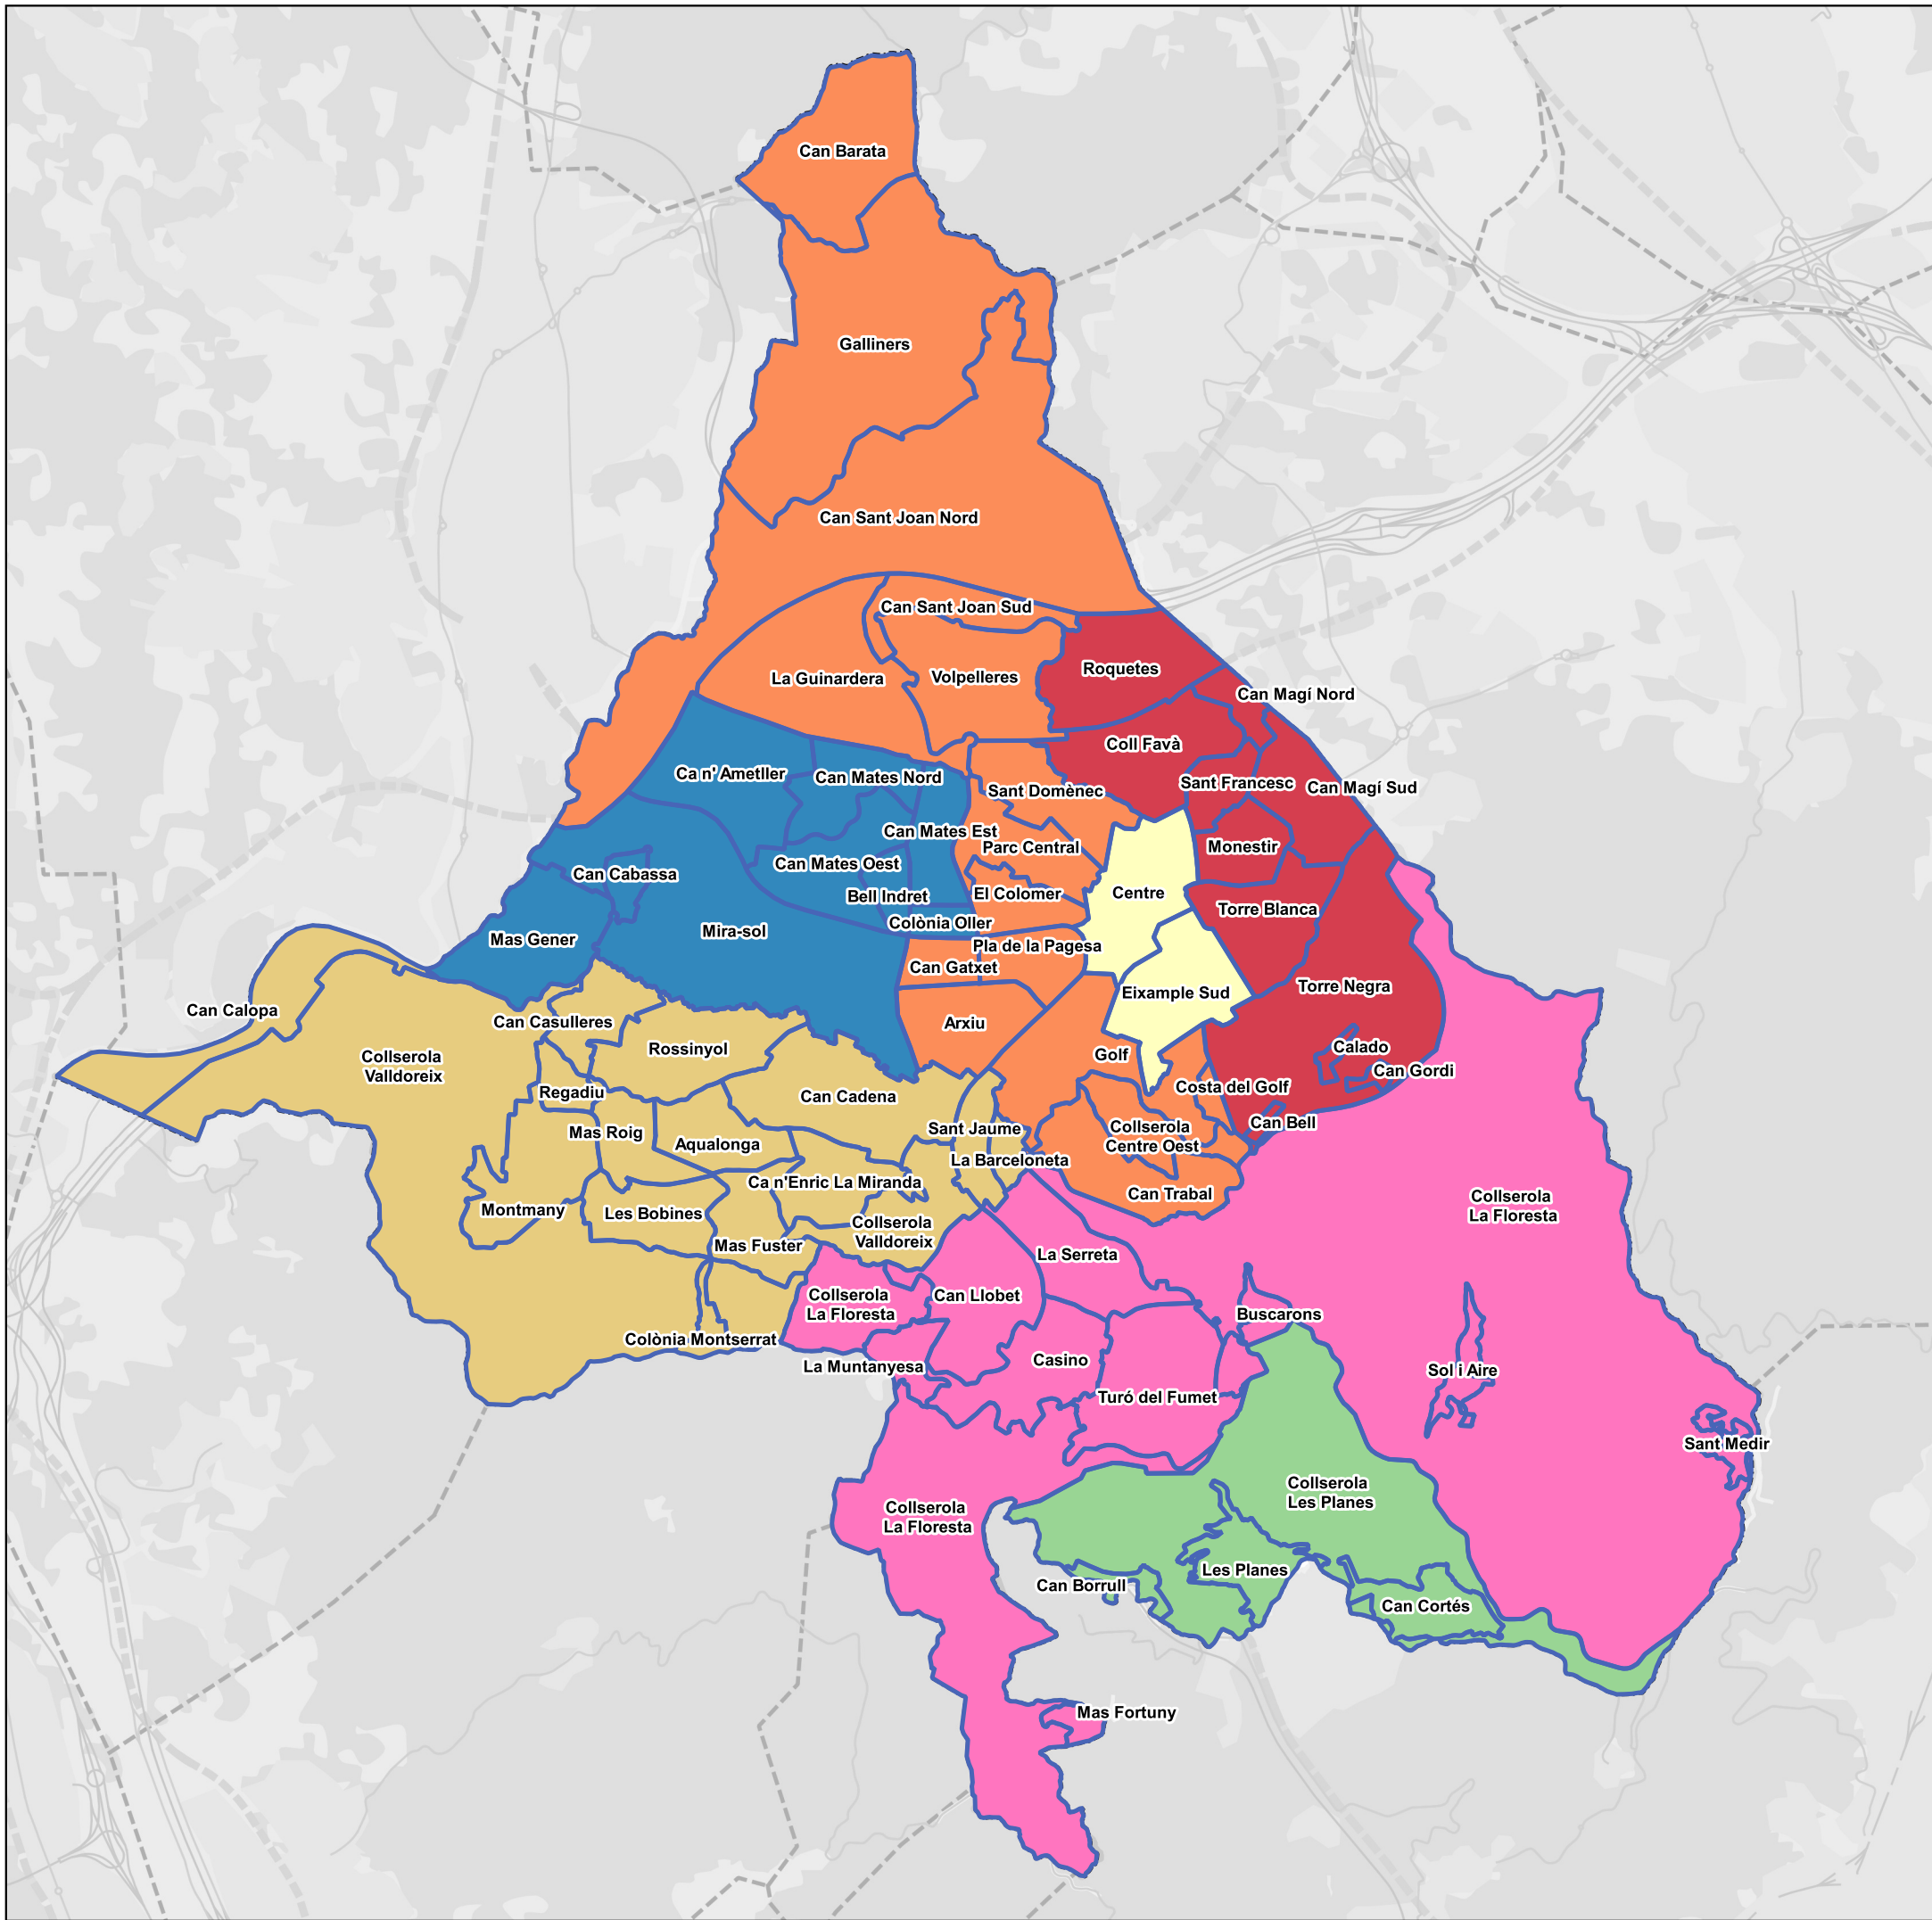 Can Barata
Galliners
Can Sant Joan Nord
Can Sant Joan Sud
La Guinardera
Volpelleres
Roquetes
Can Magí Nord
Coll Favà
Ca n' Ametller
Can Mates Nord
Sant Domènec
Sant Francesc
Can Magí Sud
Can Mates Est
Parc Central
Monestir
Can Cabassa
Can Mates Oest
Bell Indret
El Colomer
Centre
Torre Blanca
Colònia Oller
Mas Gener
Mira-sol
Pla de la Pagesa
Can Gatxet
Eixample Sud
Torre Negra
Can Calopa
Can Casulleres
Arxiu
Collserola
Valldoreix
Rossinyol
Golf
Calado
Can Gordi
Regadiu
Can Cadena
Costa del Golf
Mas Roig
Aqualonga
Sant Jaume
Collserola
Centre Oest
Can Bell
La Barceloneta
Ca n'Enric La Miranda
Can Trabal
Montmany
Les Bobines
Collserola
Valldoreix
Collserola
La Floresta
Mas Fuster
La Serreta
Collserola
La Floresta
Can Llobet
Buscarons
Colònia Montserrat
La Muntanyesa
Casino
Sol i Aire
Turó del Fumet
Sant Medir
Collserola
Les Planes
Collserola
La Floresta
Les Planes
Can Borrull
Can Cortés
Mas Fortuny